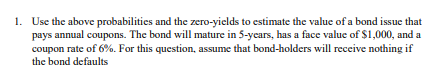 1. Use the above probabilities and the zero-yields to estimate the value of a bond issue that
pays annual coupons. The bond will mature in 5-years, has a face value of $1,000, and a
coupon rate of 6%. For this question, assume that bond-holders will receive nothing if
the bond defaults